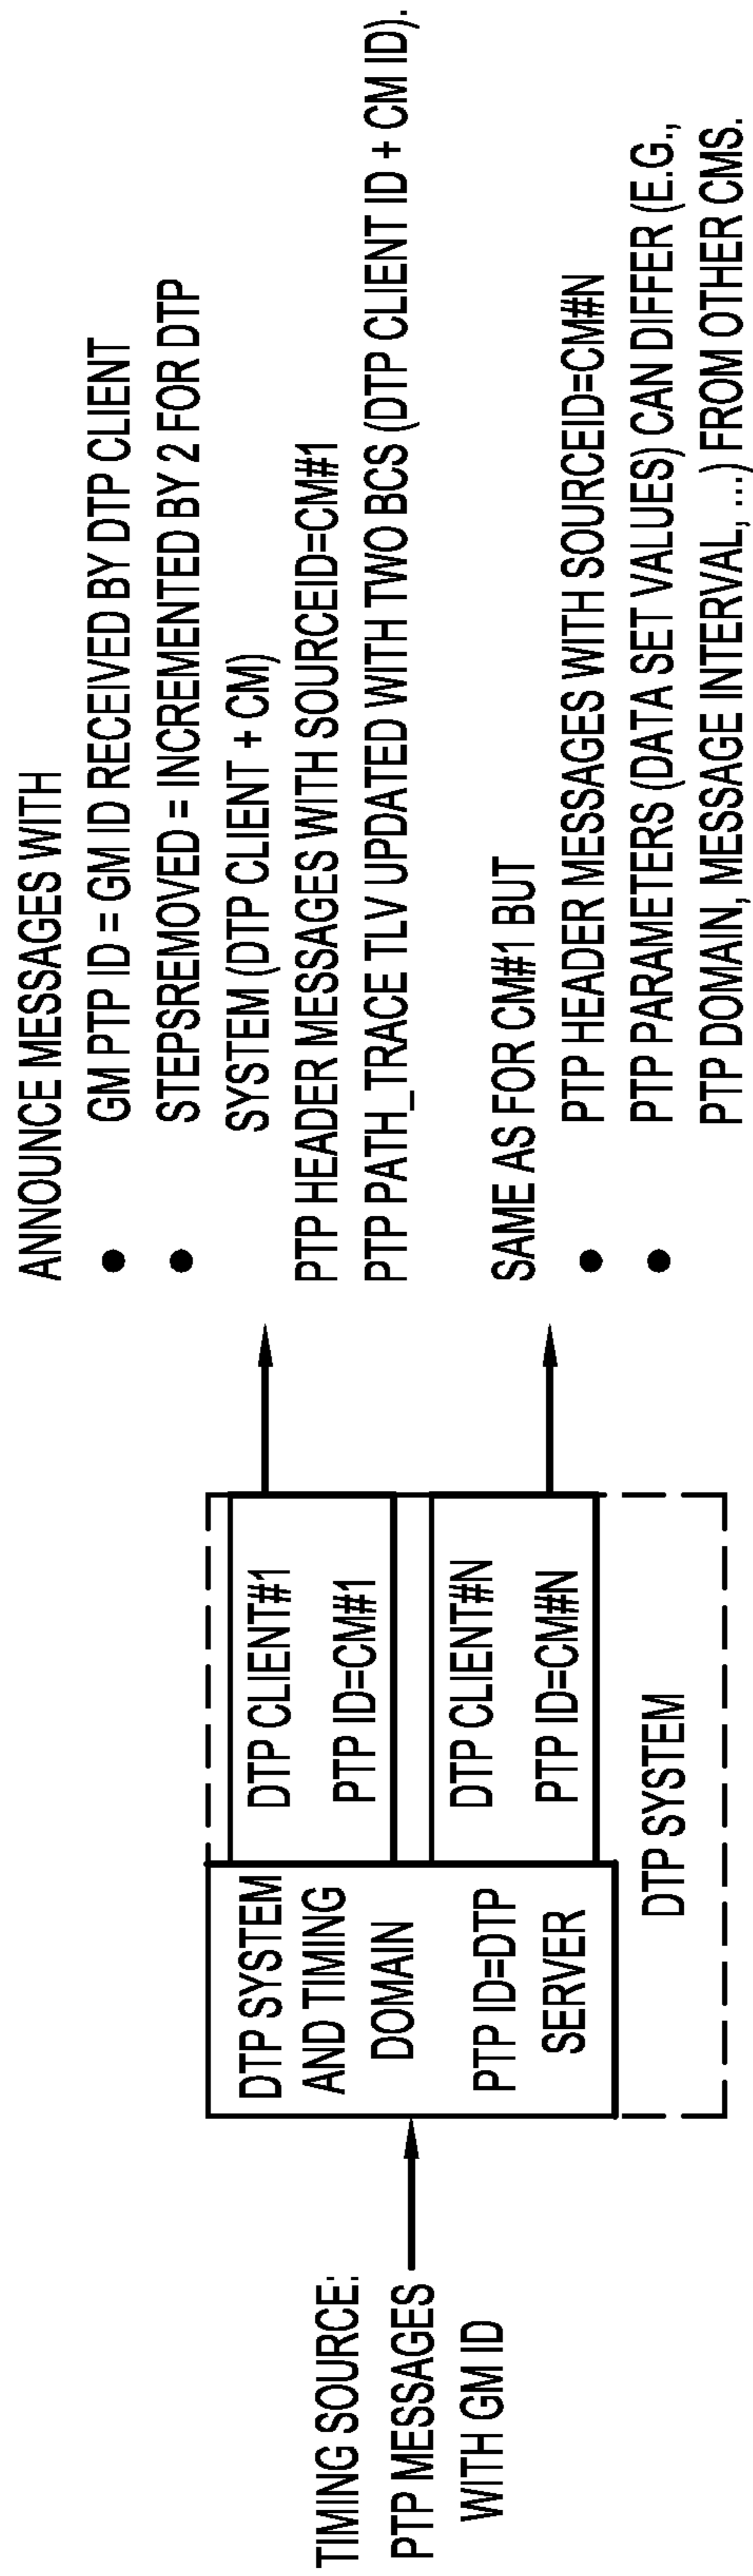 TIMING SOURCE:
PTP MESSAGES
WITH GM ID
DTP SYSTEM
AND TIMING
DOMAIN
PTP ID=DTP
SERVER
DTP CLIENT#1
PTP ID=CM#1
DTP CLIENT#N
PTP ID=CM#N
DTP SYSTEM
ANNOUNCE MESSAGES WITH
• GM PTP ID = GM ID RECEIVED BY DTP CLIENT
• STEPSREMOVED = INCREMENTED BY 2 FOR DTP
SYSTEM (DTP CLIENT + CM)
PTP HEADER MESSAGES WITH SOURCEID=CM#1
PTP PATH_TRACE TLV UPDATED WITH TWO BCS (DTP CLIENT ID + CM ID).
SAME AS FOR CM#1 BUT
• PTP HEADER MESSAGES WITH SOURCEID=CM#N
• PTP PARAMETERS (DATA SET VALUES) CAN DIFFER (E.G.,
PTP DOMAIN, MESSAGE INTERVAL, ...) FROM OTHER CMS.